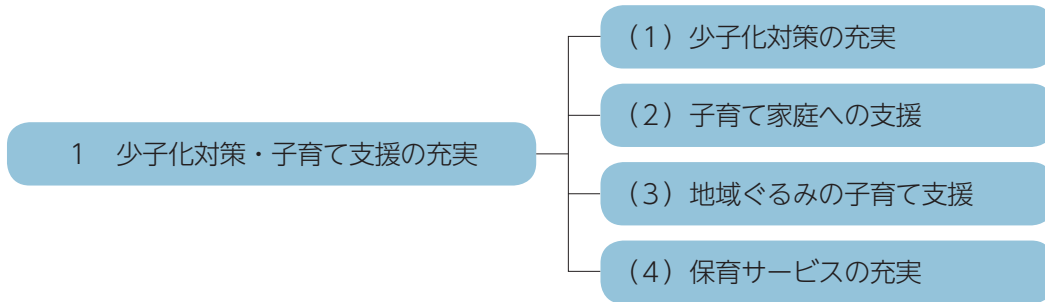 1 少子化対策・子育て支援の充実
（1）少子化対策の充実
（2）子育て家庭への支援
（3）地域ぐるみの子育て支援
（4）保育サービスの充実